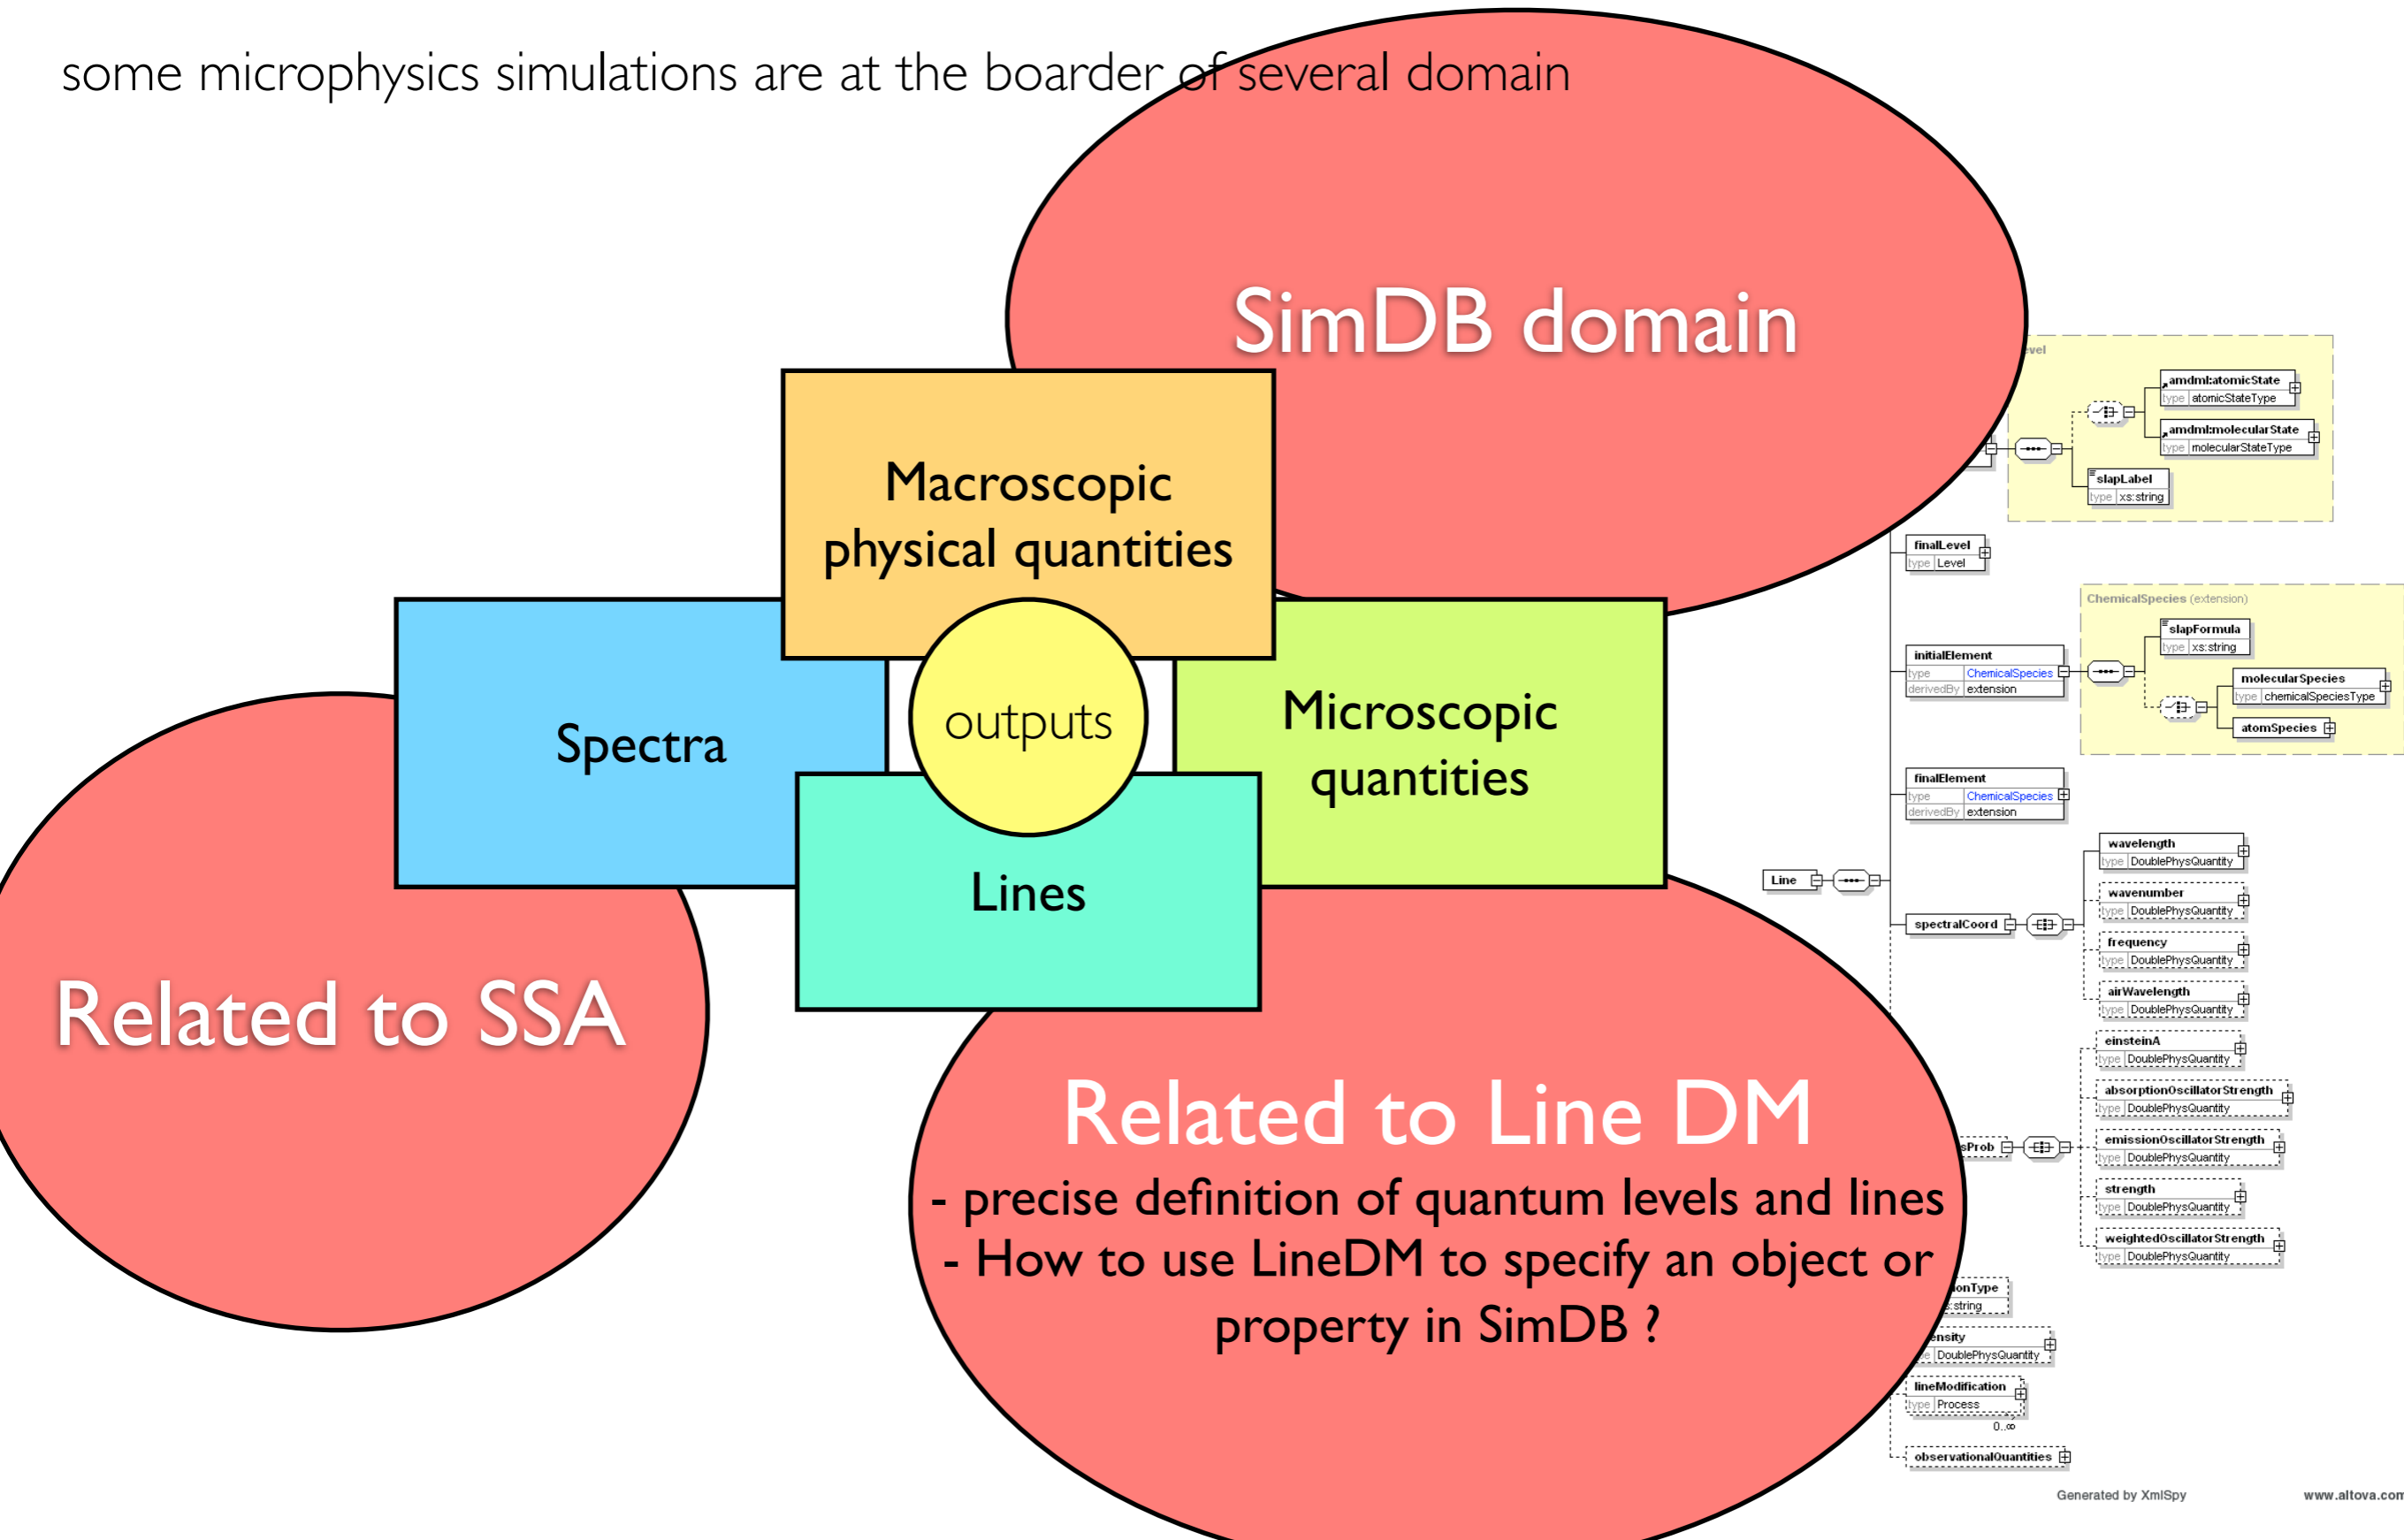 some microphysics simulations are at the boarder of several domain
SimDB domain
Macroscopic
physical quantities
Spectra
outputs
Microscopic
quantities
Lines
Related to SSA
Related to Line DM
- precise definition of quantum levels and lines
- How to use LineDM to specify an object or
property in SimDB ?
amdml:atomicState
type atomicStateType
amdml:molecularState
type molecularStateType
slapLabel
type xs:string
finalLevel
type Level
ChemicalSpecies (extension)
slapFormula
type xs:string
initialElement
type ChemicalSpecies
derivedBy extension
molecularSpecies
type chemicalSpeciesType
atomSpecies
finalElement
type ChemicalSpecies
derivedBy extension
Line
spectralCoord
wavelength
type DoublePhysQuantity
wavenumber
type DoublePhysQuantity
frequency
type DoublePhysQuantity
airWavelength
type DoublePhysQuantity
einsteinA
type DoublePhysQuantity
absorptionOscillatorStrength
type DoublePhysQuantity
sProb
emissionOscillatorStrength
type DoublePhysQuantity
strength
type DoublePhysQuantity
weightedOscillatorStrength
type DoublePhysQuantity
ionType
s:string
ensity
DoublePhysQuantity
lineModification
type Process
0..∞
observationalQuantities
Generated by XmlSpy
www.altova.com